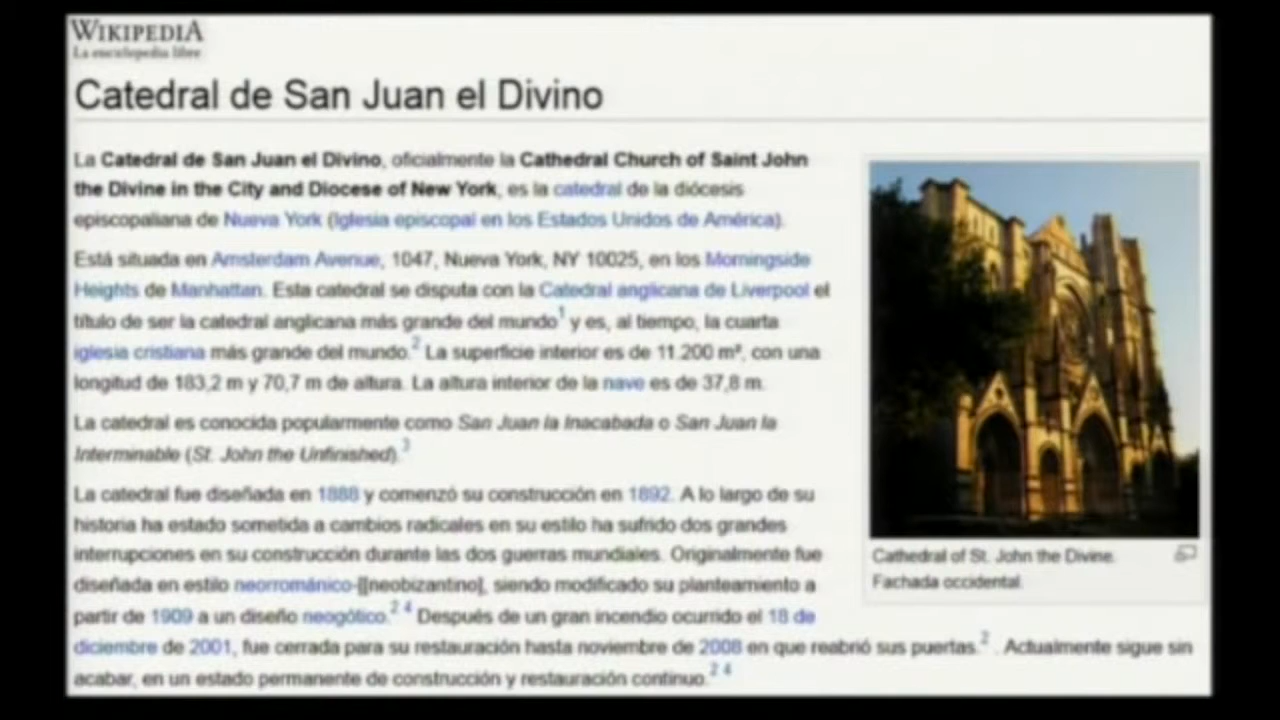 WIKIPEDIA
La enciclopedia libre
Catedral de San Juan el Divino
La Catedral de San Juan el Divino, oficialmente la Cathedral Church of Saint John
the Divine in the City and Diocese of New York, es la catedral de la diócesis
episcopaliana de Nueva York (Iglesia episcopal en los Estados Unidos de América).
Está situada en Amsterdam Avenue, 1047, Nueva York, NY 10025, en los Morningside
Heights de Manhattan. Esta catedral se disputa con la Catedral anglicana de Liverpool el
título de ser la catedral anglicana más grande del mundo¹ y es, al tiempo, la cuarta
iglesia cristiana más grande del mundo.² La superficie interior es de 11.200 m², con una
longitud de 183,2 m y 70,7 m de altura. La altura interior de la nave es de 37,8 m.
La catedral es conocida popularmente como San Juan la Inacabada o San Juan la
Interminable (St. John the Unfinished).³
La catedral fue diseñada en 1888 y comenzó su construcción en 1892. A lo largo de su
historia ha estado sometida a cambios radicales en su estilo ha sufrido dos grandes
interrupciones en su construcción durante las dos guerras mundiales. Originalmente fue
diseñada en estilo neorrománico-[[neobizantino], siendo modificado su planteamiento a
partir de 1909 a un diseño neogótico.² ⁴ Después de un gran incendio ocurrido el 18 de
diciembre de 2001, fue cerrada para su restauración hasta noviembre de 2008 en que reabrió sus puertas.² . Actualmente sigue sin
acabar, en un estado permanente de construcción y restauración continuo.² ⁴
Cathedral of St. John the Divine.
Fachada occidental.